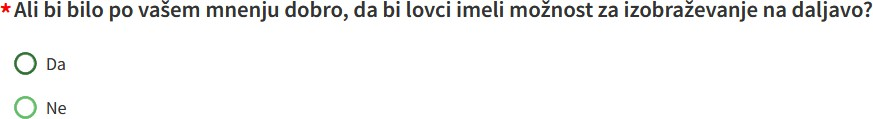 * Ali bi bilo po vašem mnenju dobro, da bi lovci imeli možnost za izobraževanje na daljavo?
Da
Ne